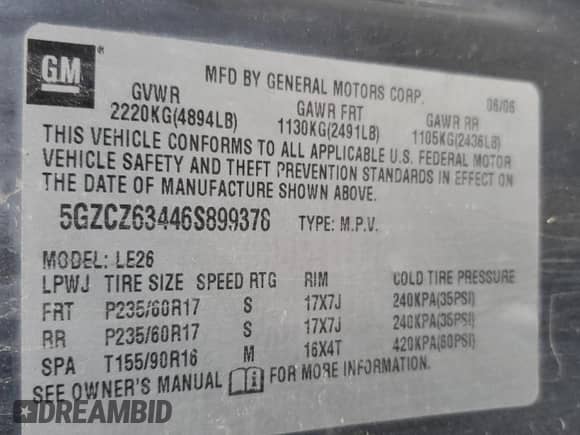 GM ®
MFD BY GENERAL MOTORS CORP. 06/06
GVWR GAWR FRT GAWR RR
2220KG(4894LB) 1130KG(2491LB) 1105KG(2436LB)
THIS VEHICLE CONFORMS TO ALL APPLICABLE U.S. FEDERAL MOTOR
VEHICLE SAFETY AND THEFT PREVENTION STANDARDS IN EFFECT ON
THE DATE OF MANUFACTURE SHOWN ABOVE.
5GZCZ63446S899376 TYPE: M.P.V.
MODEL: LE26
LPWJ TIRE SIZE SPEED RTG RIM COLD TIRE PRESSURE
FRT P235/60R17 S 17X7J 240KPA(35PSI)
RR P235/60R17 S 17X7J 240KPA(35PSI)
SPA T155/90R16 M 16X4T 420KPA(60PSI)
SEE OWNER'S MANUAL FOR MORE INFORMATION.
DREAMBID